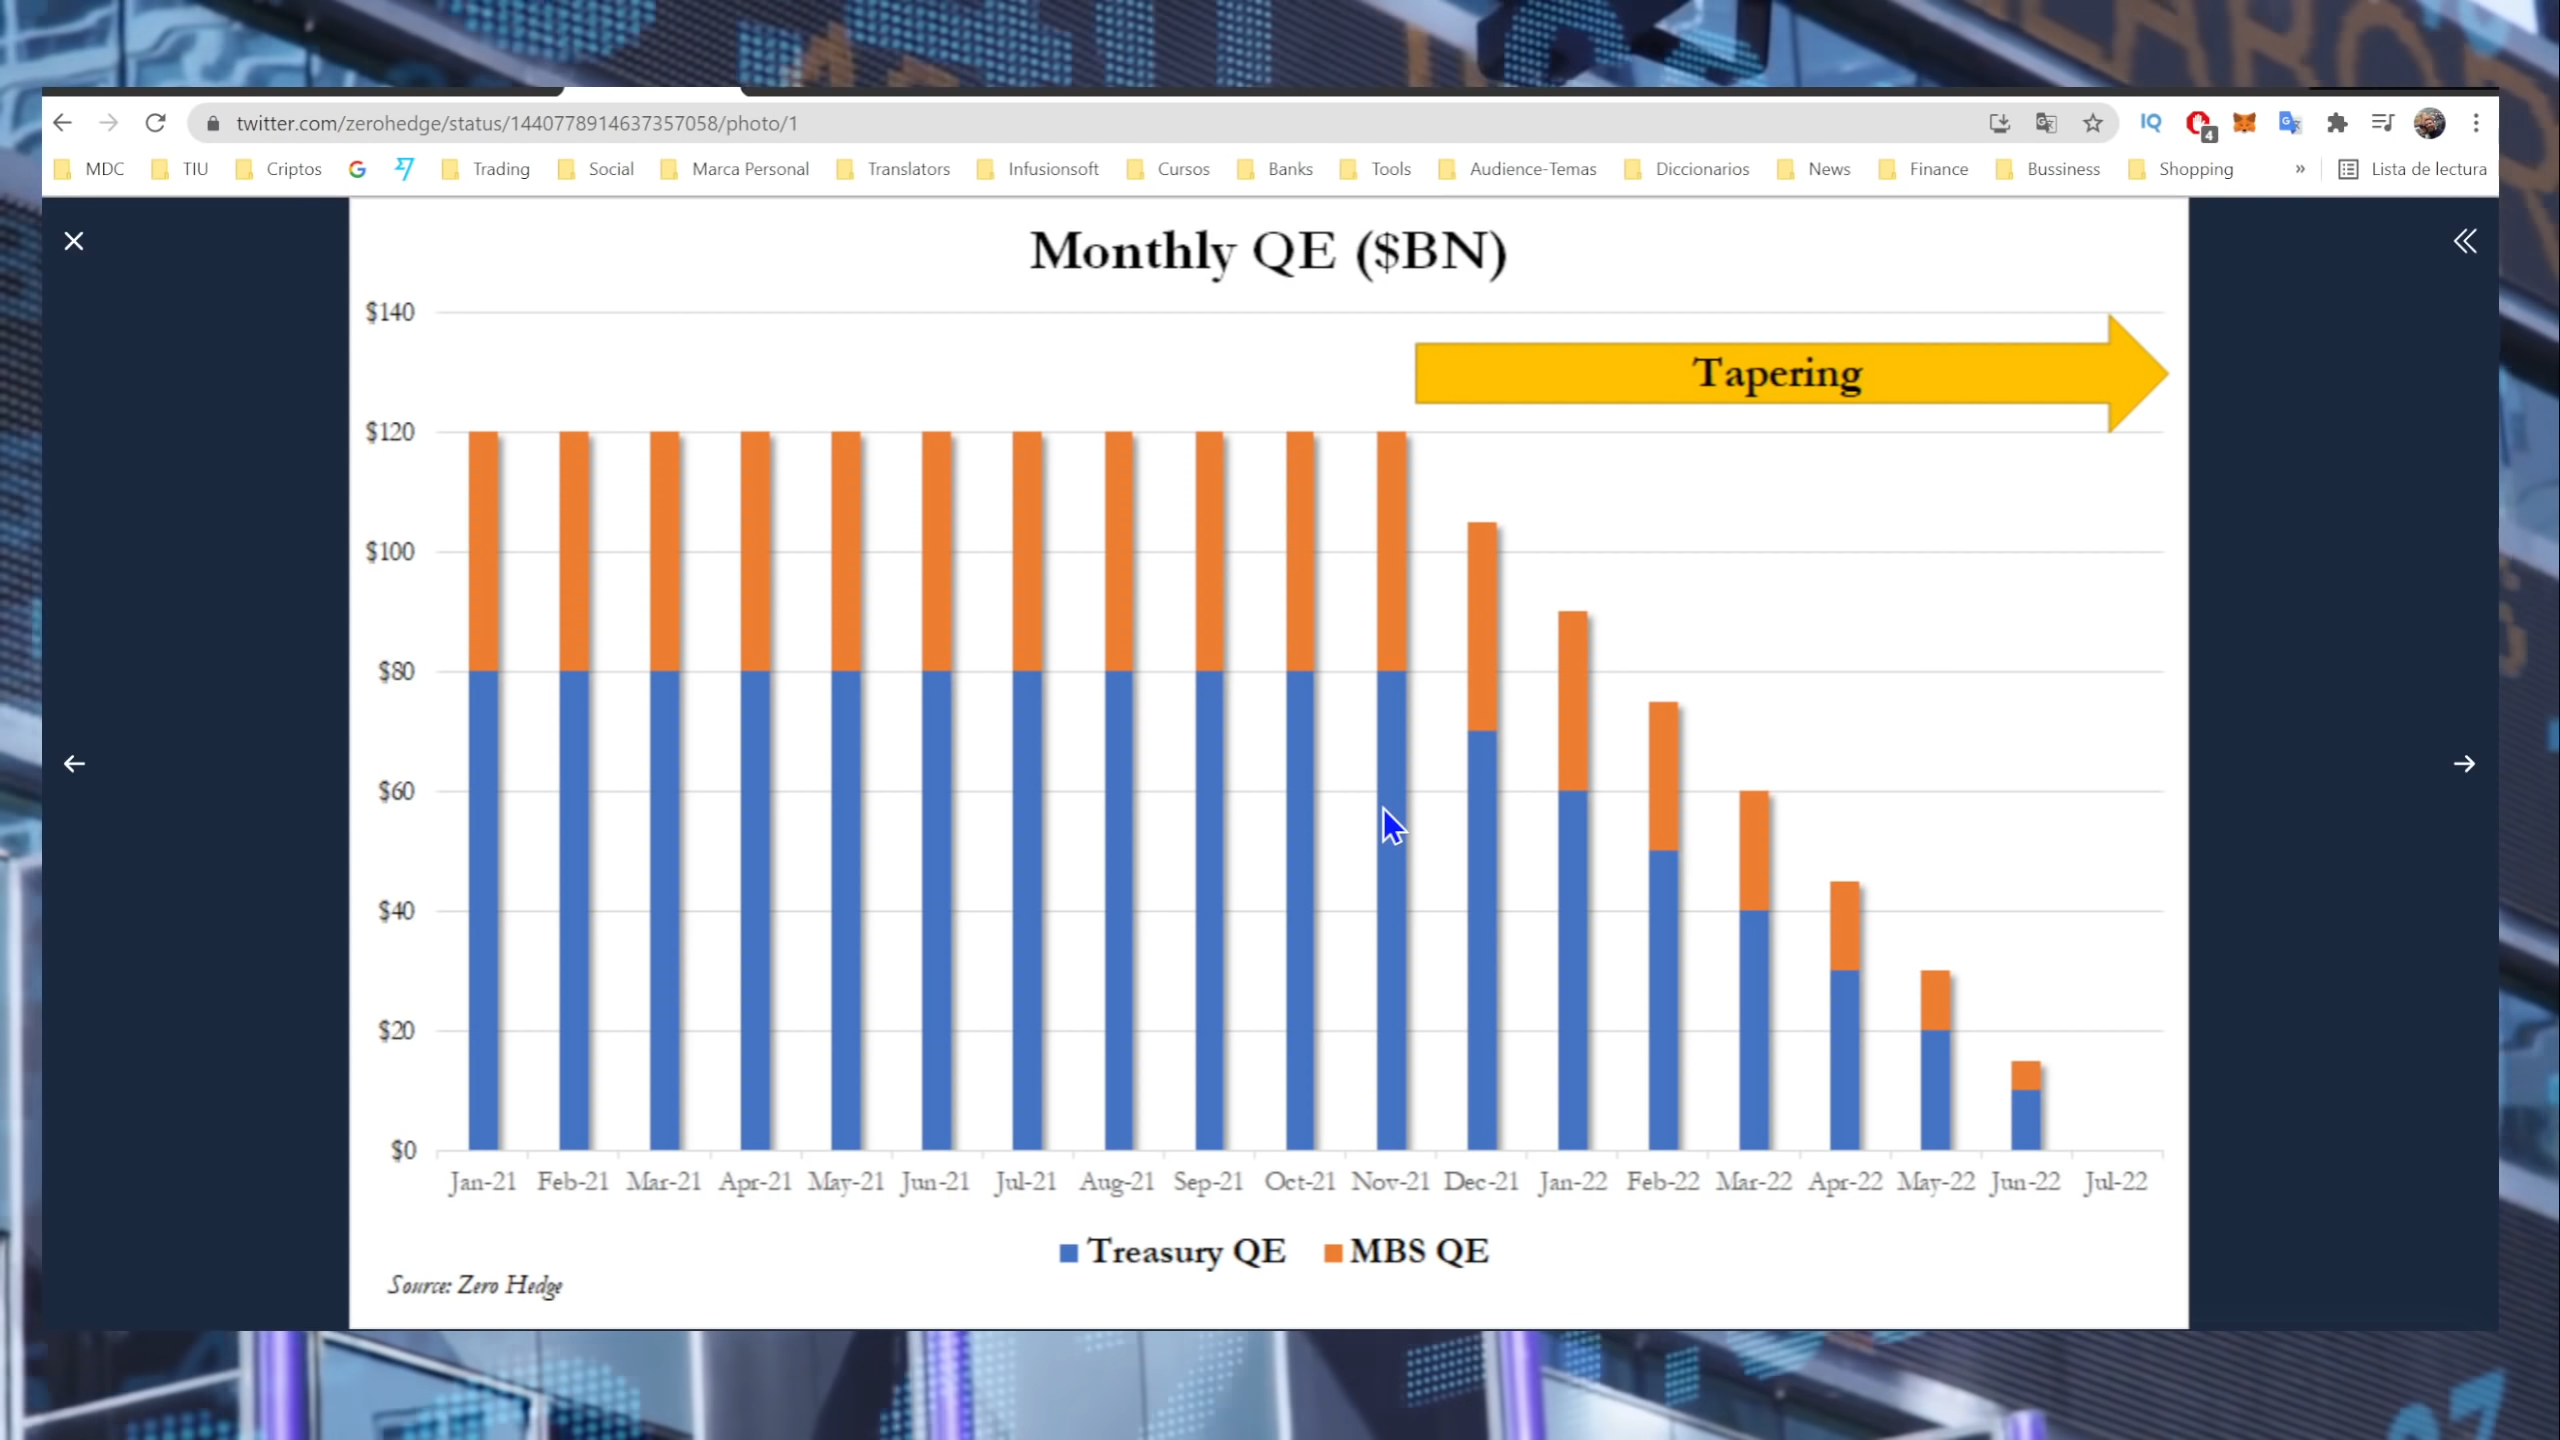 twitter.com/zerohedge/status/1440778914637357058/photo/1
IQ
4
MDC TIU Criptos Trading Social Marca Personal Translators Infusionsoft Cursos Banks Tools Audience-Temas Diccionarios News Finance Bussiness Shopping » Lista de lectura
Monthly QE ($BN)
$140
Tapering
$120
$100
$80
$60
$40
$20
$0
Jan-21 Feb-21 Mar-21 Apr-21 May-21 Jun-21 Jul-21 Aug-21 Sep-21 Oct-21 Nov-21 Dec-21 Jan-22 Feb-22 Mar-22 Apr-22 May-22 Jun-22 Jul-22
Treasury QE MBS QE
Source: Zero Hedge